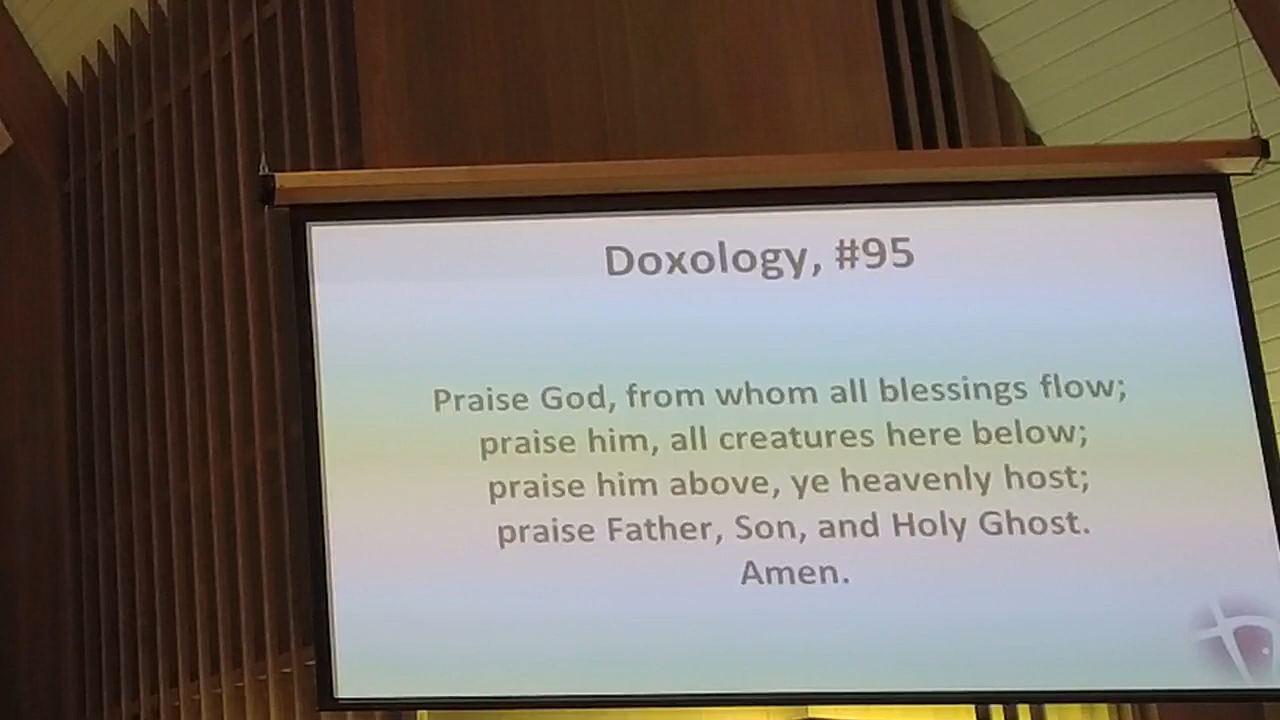 Doxology, #95
Praise God, from whom all blessings flow;
praise him, all creatures here below;
praise him above, ye heavenly host;
praise Father, Son, and Holy Ghost.
Amen.